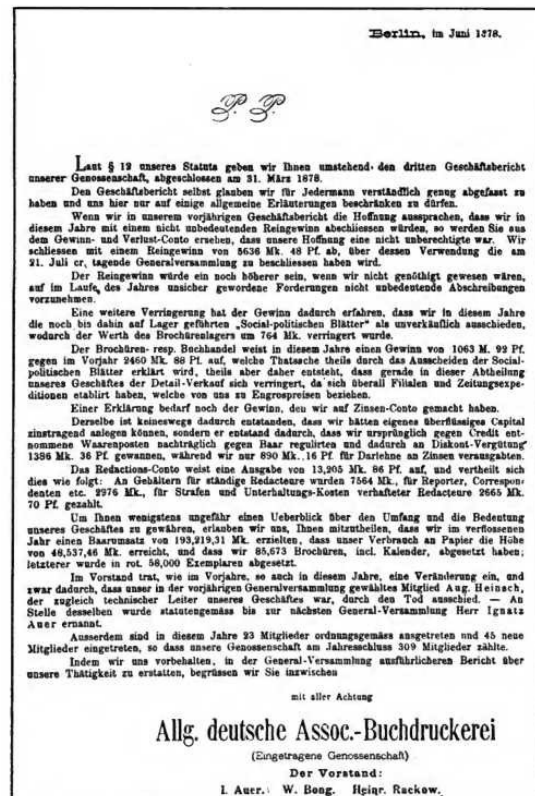 Berlin, im Juni 1878.
P. P.
Laut § 12 unseres Statuts geben wir Ihnen umstehend den dritten Geschäftsbericht
unserer Genossenschaft, abgeschlossen am 31. März 1878.
Den Geschäftsbericht selbst glauben wir für Jedermann verständlich genug abgefasst zu
haben und uns hier nur auf einige allgemeine Erläuterungen beschränken zu dürfen.
Wenn wir in unserem vorjährigen Geschäftsbericht die Hoffnung aussprachen, dass wir in
diesem Jahre mit einem nicht unbedeutenden Reingewinn abschliessen würden, so werden Sie aus
dem Gewinn- und Verlust-Conto ersehen, dass unsere Hoffnung eine nicht unberechtigte war. Wir
schliessen mit einem Reingewinn von 5636 Mk. 48 Pf. ab, über dessen Verwendung die am
21. Juli cr. tagende Generalversammlung zu beschliessen haben wird.
Der Reingewinn würde ein noch höherer sein, wenn wir nicht genöthigt gewesen wären,
auf im Laufe des Jahres unsicher gewordene Forderungen nicht unbedeutende Abschreibungen
vorzunehmen.
Eine weitere Verringerung hat der Gewinn dadurch erfahren, dass wir in diesem Jahre
die noch bis dahin auf Lager geführten „Social-politischen Blätter“ als unverkäuflich ausschieden,
wodurch der Werth des Brochürenlagers um 764 Mk. verringert wurde.
Der Brochüren- resp. Buchhandel weist in diesem Jahre einen Gewinn von 1063 M. 92 Pf.
gegen im Vorjahr 2460 Mk. 88 Pf. auf, welche Thatsache theils durch das Ausscheiden der Social-
politischen Blätter erklärt wird, theils aber daher entsteht, dass gerade in dieser Abtheilung
unseres Geschäftes der Detail-Verkauf sich verringert, da sich überall Filialen und Zeitungsexpe-
ditionen etablirt haben, welche von uns zu Engrospreisen beziehen.
Einer Erklärung bedarf noch der Gewinn, den wir auf Zinsen-Conto gemacht haben.
Derselbe ist keineswegs dadurch entstanden, dass wir hätten eigenes überflüssiges Capital
zinstragend anlegen können, sondern er entstand dadurch, dass wir ursprünglich gegen Credit ent-
nommene Waarenposten nachträglich gegen Baar regulirten und dadurch an Diskont-Vergütung
1386 Mk. 36 Pf. gewannen, während wir nur 890 Mk. 16 Pf. für Darlehne an Zinsen verausgabten.
Das Redactions-Conto weist eine Ausgabe von 13,205 Mk. 86 Pf. auf, und vertheilt sich
dies wie folgt: An Gehältern für ständige Redacteure wurden 7564 Mk., für Reporter, Correspon-
denten etc. 2976 Mk., für Strafen und Unterhaltungs-Kosten verhafteter Redacteure 2665 Mk.
70 Pf. gezahlt.
Um Ihnen wenigstens ungefähr einen Ueberblick über den Umfang und die Bedeutung
unseres Geschäftes zu gewähren, erlauben wir uns, Ihnen mitzutheilen, dass wir im verflossenen
Jahr einen Baarumsatz von 193,219,31 Mk. erzielten, dass unser Verbrauch an Papier die Höhe
von 46,537,46 Mk. erreicht, und dass wir 85,673 Brochüren, incl. Kalender, abgesetzt haben;
letzterer wurde in rot. 56,000 Exemplaren abgesetzt.
Im Vorstand trat, wie im Vorjahre, so auch in diesem Jahre, eine Veränderung ein, und
zwar dadurch, dass unser in der vorjährigen Generalversammlung gewähltes Mitglied Aug. Heinsch,
der zugleich technischer Leiter unseres Geschäftes war, durch den Tod ausschied. — An
Stelle desselben wurde statutengemäss bis zur nächsten General-Versammlung Herr Ignatz
Auer ernannt.
Ausserdem sind in diesem Jahre 23 Mitglieder ordnungsgemäss ausgetreten und 45 neue
Mitglieder eingetreten, so dass unsere Genossenschaft am Jahresschluss 309 Mitglieder zählte.
Indem wir uns vorbehalten, in der General-Versammlung ausführlicheren Bericht über
unsere Thätigkeit zu erstatten, begrüssen wir Sie inzwischen
mit aller Achtung
Allg. deutsche Assoc.-Buchdruckerei
(Eingetragene Genossenschaft)
Der Vorstand:
I. Auer. W. Bong. Heinr. Rackow.